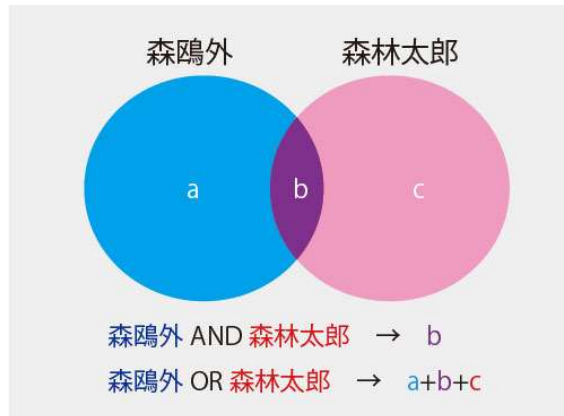 森鴎外 森林太郎
a b c
森鴎外 AND 森林太郎 → b
森鴎外 OR 森林太郎 → a+b+c